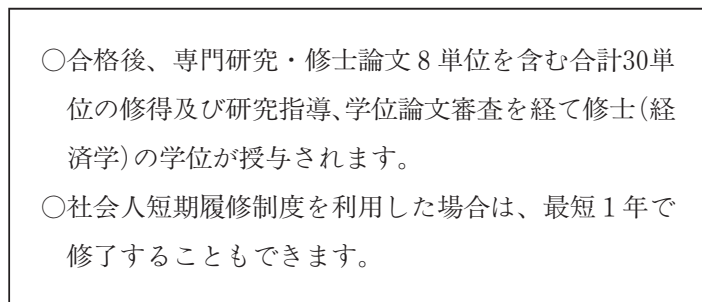 ○合格後、専門研究・修士論文８単位を含む合計30単
位の修得及び研究指導、学位論文審査を経て修士(経
済学)の学位が授与されます。
○社会人短期履修制度を利用した場合は、最短１年で
修了することもできます。